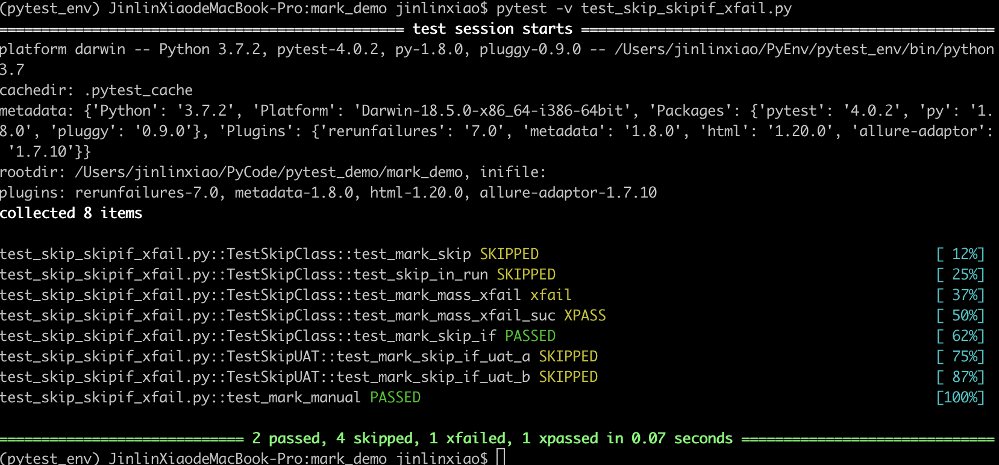 (pytest_env) JinlinXiaodeMacBook-Pro:mark_demo jinlinxiao$ pytest -v test_skip_skipif_xfail.py
================================================ test session starts =================================================
platform darwin -- Python 3.7.2, pytest-4.0.2, py-1.8.0, pluggy-0.9.0 -- /Users/jinlinxiao/PyEnv/pytest_env/bin/python
3.7
cachedir: .pytest_cache
metadata: {'Python': '3.7.2', 'Platform': 'Darwin-18.5.0-x86_64-i386-64bit', 'Packages': {'pytest': '4.0.2', 'py': '1.
8.0', 'pluggy': '0.9.0'}, 'Plugins': {'rerunfailures': '7.0', 'metadata': '1.8.0', 'html': '1.20.0', 'allure-adaptor':
 '1.7.10'}}
rootdir: /Users/jinlinxiao/PyCode/pytest_demo/mark_demo, inifile:
plugins: rerunfailures-7.0, metadata-1.8.0, html-1.20.0, allure-adaptor-1.7.10
collected 8 items
test_skip_skipif_xfail.py::TestSkipClass::test_mark_skip SKIPPED [ 12%]
test_skip_skipif_xfail.py::TestSkipClass::test_skip_in_run SKIPPED [ 25%]
test_skip_skipif_xfail.py::TestSkipClass::test_mark_mass_xfail xfail [ 37%]
test_skip_skipif_xfail.py::TestSkipClass::test_mark_mass_xfail_suc XPASS [ 50%]
test_skip_skipif_xfail.py::TestSkipClass::test_mark_skip_if PASSED [ 62%]
test_skip_skipif_xfail.py::TestSkipUAT::test_mark_skip_if_uat_a SKIPPED [ 75%]
test_skip_skipif_xfail.py::TestSkipUAT::test_mark_skip_if_uat_b SKIPPED [ 87%]
test_skip_skipif_xfail.py::test_mark_manual PASSED [100%]
============================= 2 passed, 4 skipped, 1 xfailed, 1 xpassed in 0.07 seconds ==============================
(pytest_env) JinlinXiaodeMacBook-Pro:mark_demo jinlinxiao$